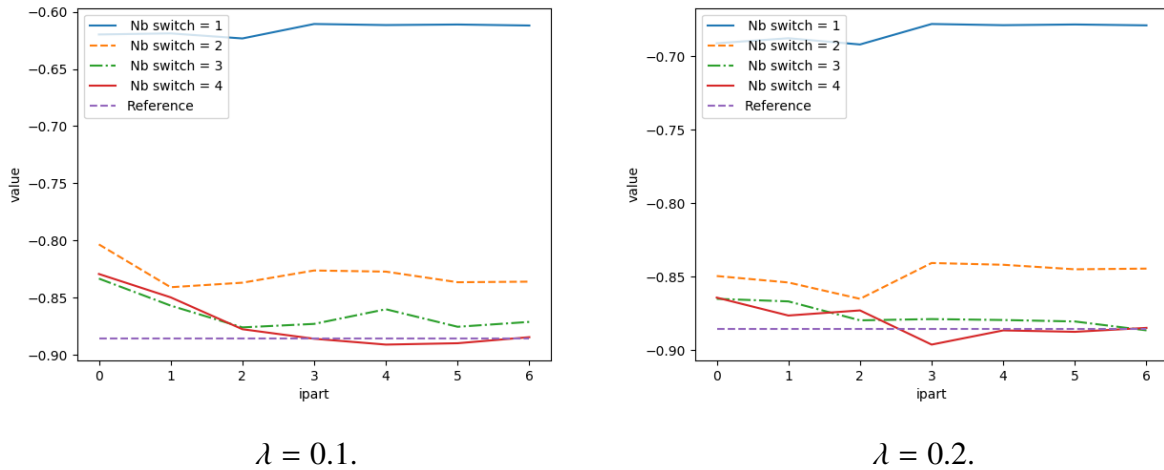 −0.60
−0.65
−0.70
−0.75
−0.80
−0.85
−0.90
value
Nb switch = 1
Nb switch = 2
Nb switch = 3
Nb switch = 4
Reference
0 1 2 3 4 5 6
ipart
λ = 0.1.
−0.70
−0.75
−0.80
−0.85
−0.90
value
Nb switch = 1
Nb switch = 2
Nb switch = 3
Nb switch = 4
Reference
0 1 2 3 4 5 6
ipart
λ = 0.2.